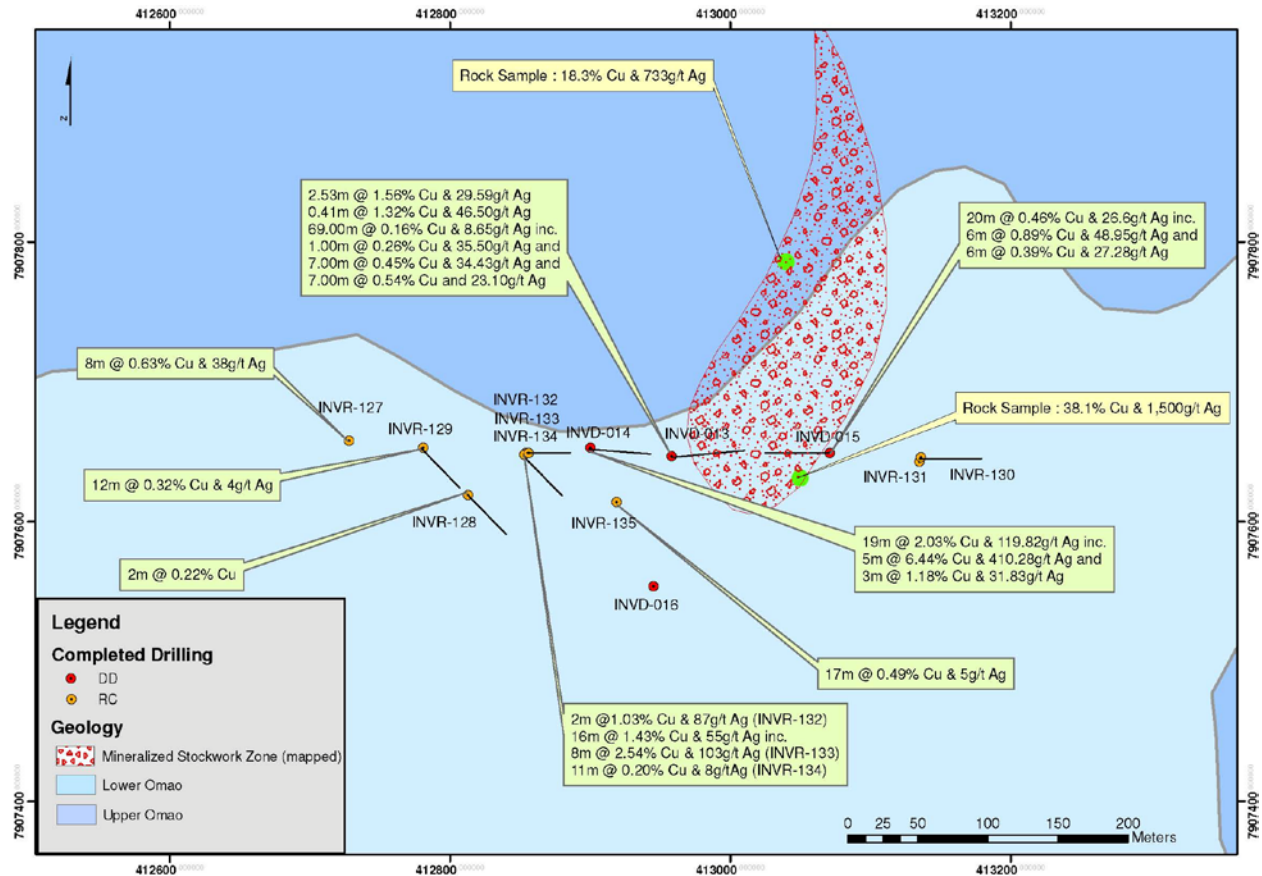 412600
412800
413000
413200
7907800
7907600
7907400
7907800
7907600
7907400
z
Rock Sample : 18.3% Cu & 733g/t Ag
2.53m @ 1.56% Cu & 29.59g/t Ag
0.41m @ 1.32% Cu & 46.50g/t Ag
69.00m @ 0.16% Cu & 8.65g/t Ag inc.
1.00m @ 0.26% Cu & 35.50g/t Ag and
7.00m @ 0.45% Cu & 34.43g/t Ag and
7.00m @ 0.54% Cu and 23.10g/t Ag
20m @ 0.46% Cu & 26.6g/t Ag inc.
6m @ 0.89% Cu & 48.95g/t Ag and
6m @ 0.39% Cu & 27.28g/t Ag
8m @ 0.63% Cu & 38g/t Ag
Rock Sample : 38.1% Cu & 1,500g/t Ag
INVR-127
INVR-129
INVR-132
INVR-133
INVR-134
INVD-014
INVD-013
INVD-015
INVR-131
INVR-130
12m @ 0.32% Cu & 4g/t Ag
INVR-128
INVR-135
19m @ 2.03% Cu & 119.82g/t Ag inc.
5m @ 6.44% Cu & 410.28g/t Ag and
3m @ 1.18% Cu & 31.83g/t Ag
2m @ 0.22% Cu
INVD-016
17m @ 0.49% Cu & 5g/t Ag
2m @1.03% Cu & 87g/t Ag (INVR-132)
16m @ 1.43% Cu & 55g/t Ag inc.
8m @ 2.54% Cu & 103g/t Ag (INVR-133)
11m @ 0.20% Cu & 8g/tAg (INVR-134)
Legend
Completed Drilling
DD
RC
Geology
Mineralized Stockwork Zone (mapped)
Lower Omao
Upper Omao
0 25 50 100 150 200
Meters
412600
412800
413000
413200